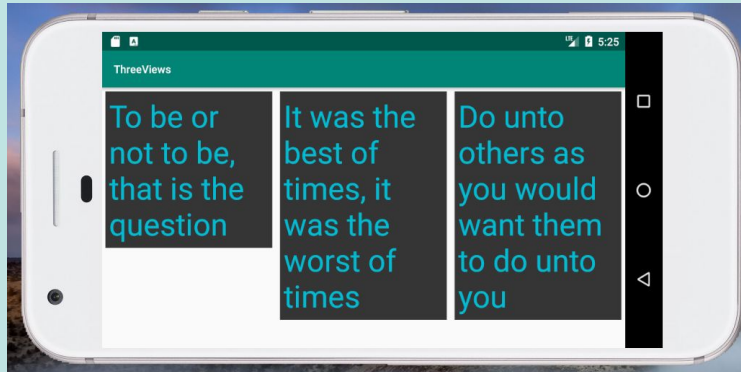 LTE 5:25
ThreeViews
To be or
not to be,
that is the
question
It was the
best of
times, it
was the
worst of
times
Do unto
others as
you would
want them
to do unto
you